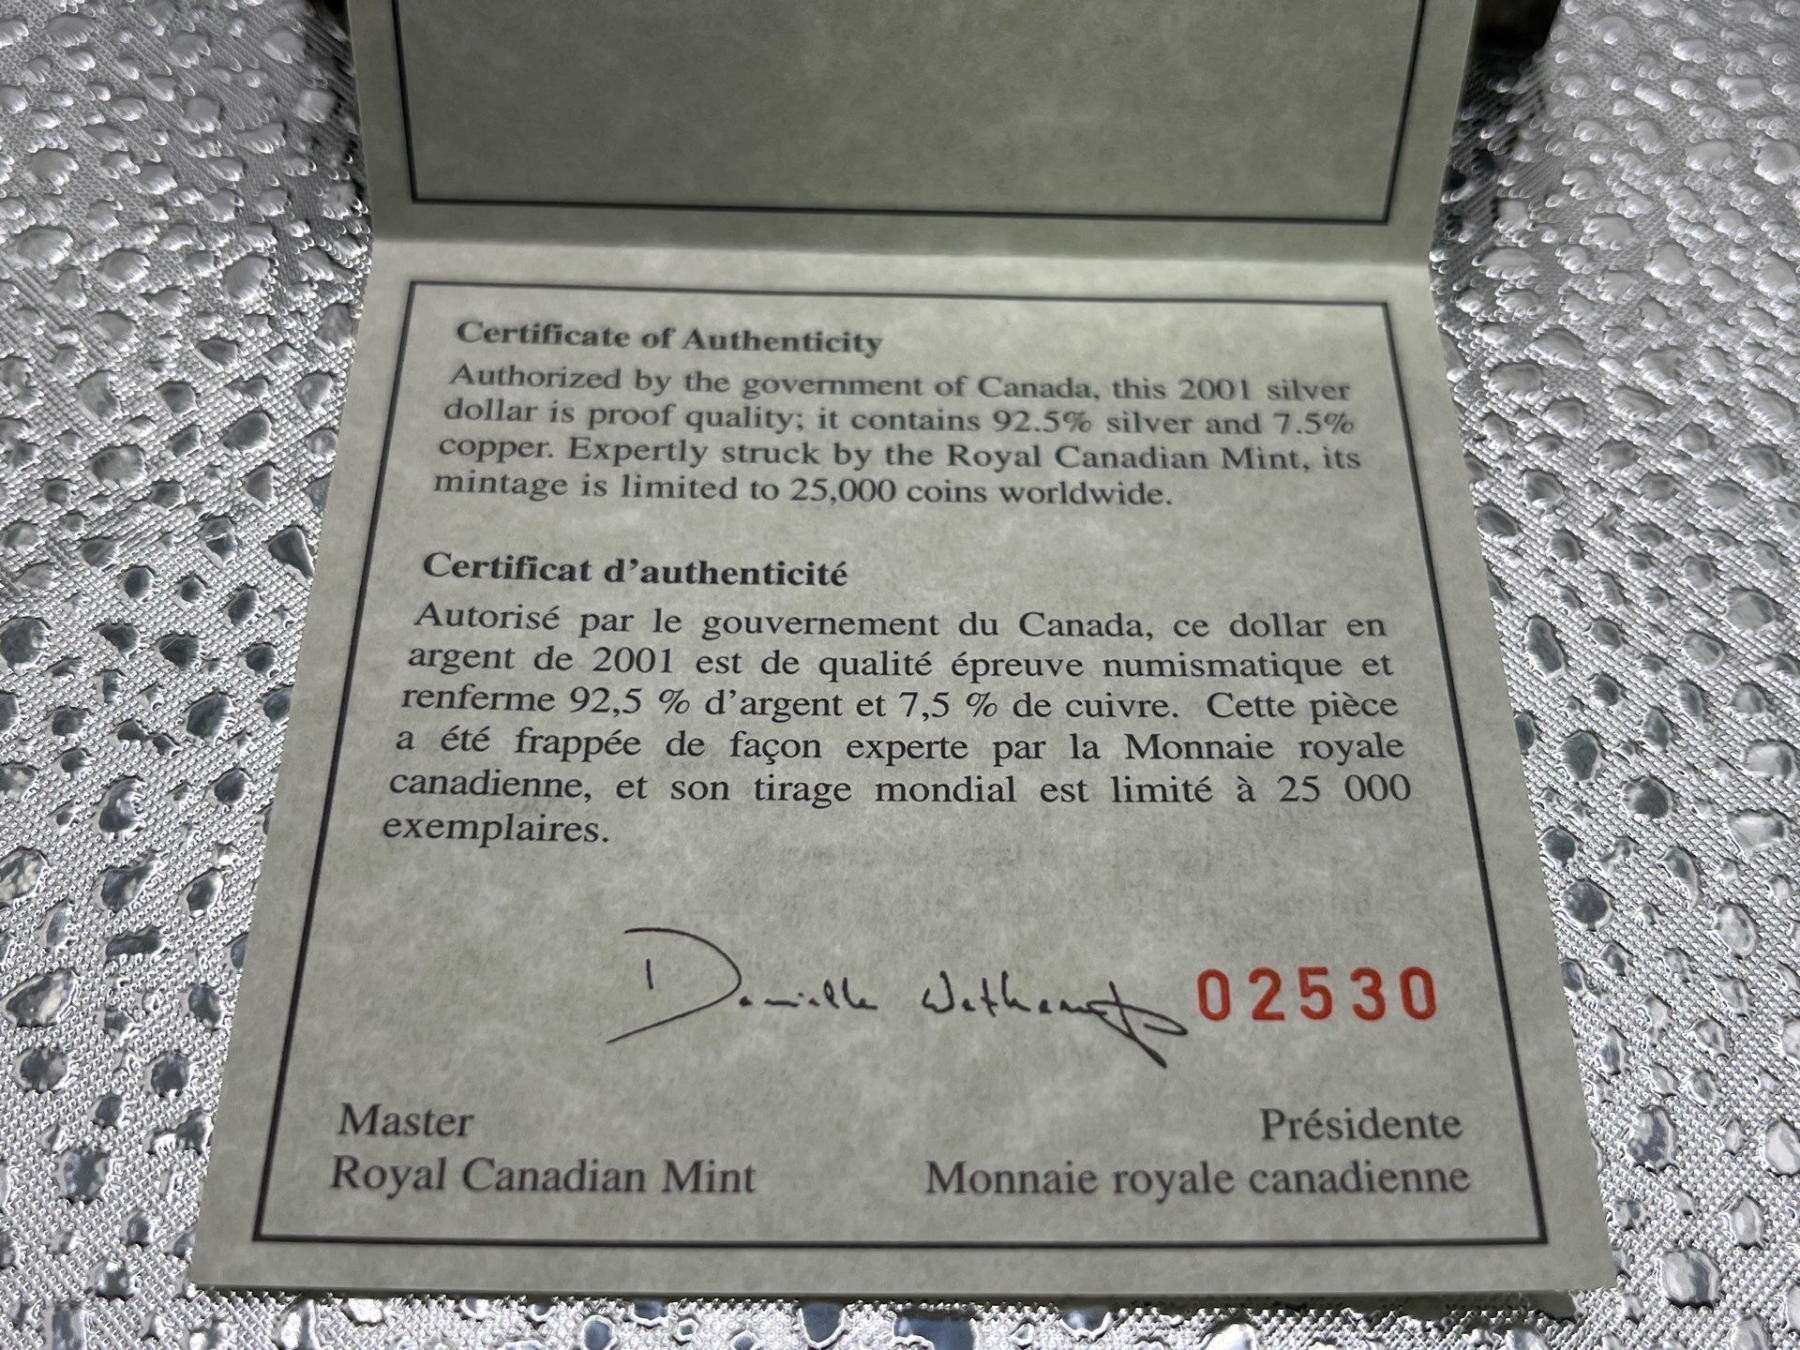 Certificate of Authenticity
Authorized by the government of Canada, this 2001 silver
dollar is proof quality; it contains 92.5% silver and 7.5%
copper. Expertly struck by the Royal Canadian Mint, its
mintage is limited to 25,000 coins worldwide.
Certificat d'authenticité
Autorisé par le gouvernement du Canada, ce dollar en
argent de 2001 est de qualité épreuve numismatique et
renferme 92,5 % d'argent et 7,5 % de cuivre. Cette pièce
a été frappée de façon experte par la Monnaie royale
canadienne, et son tirage mondial est limité à 25 000
exemplaires.
Danielle 02530
Master Présidente
Royal Canadian Mint Monnaie royale canadienne